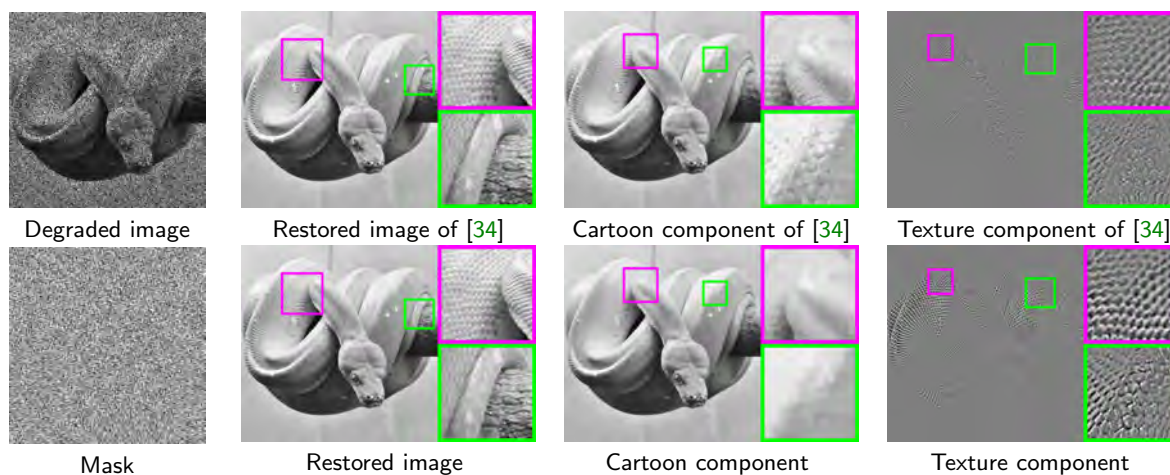 Degraded image
Restored image of [34]
Cartoon component of [34]
Texture component of [34]
Mask
Restored image
Cartoon component
Texture component